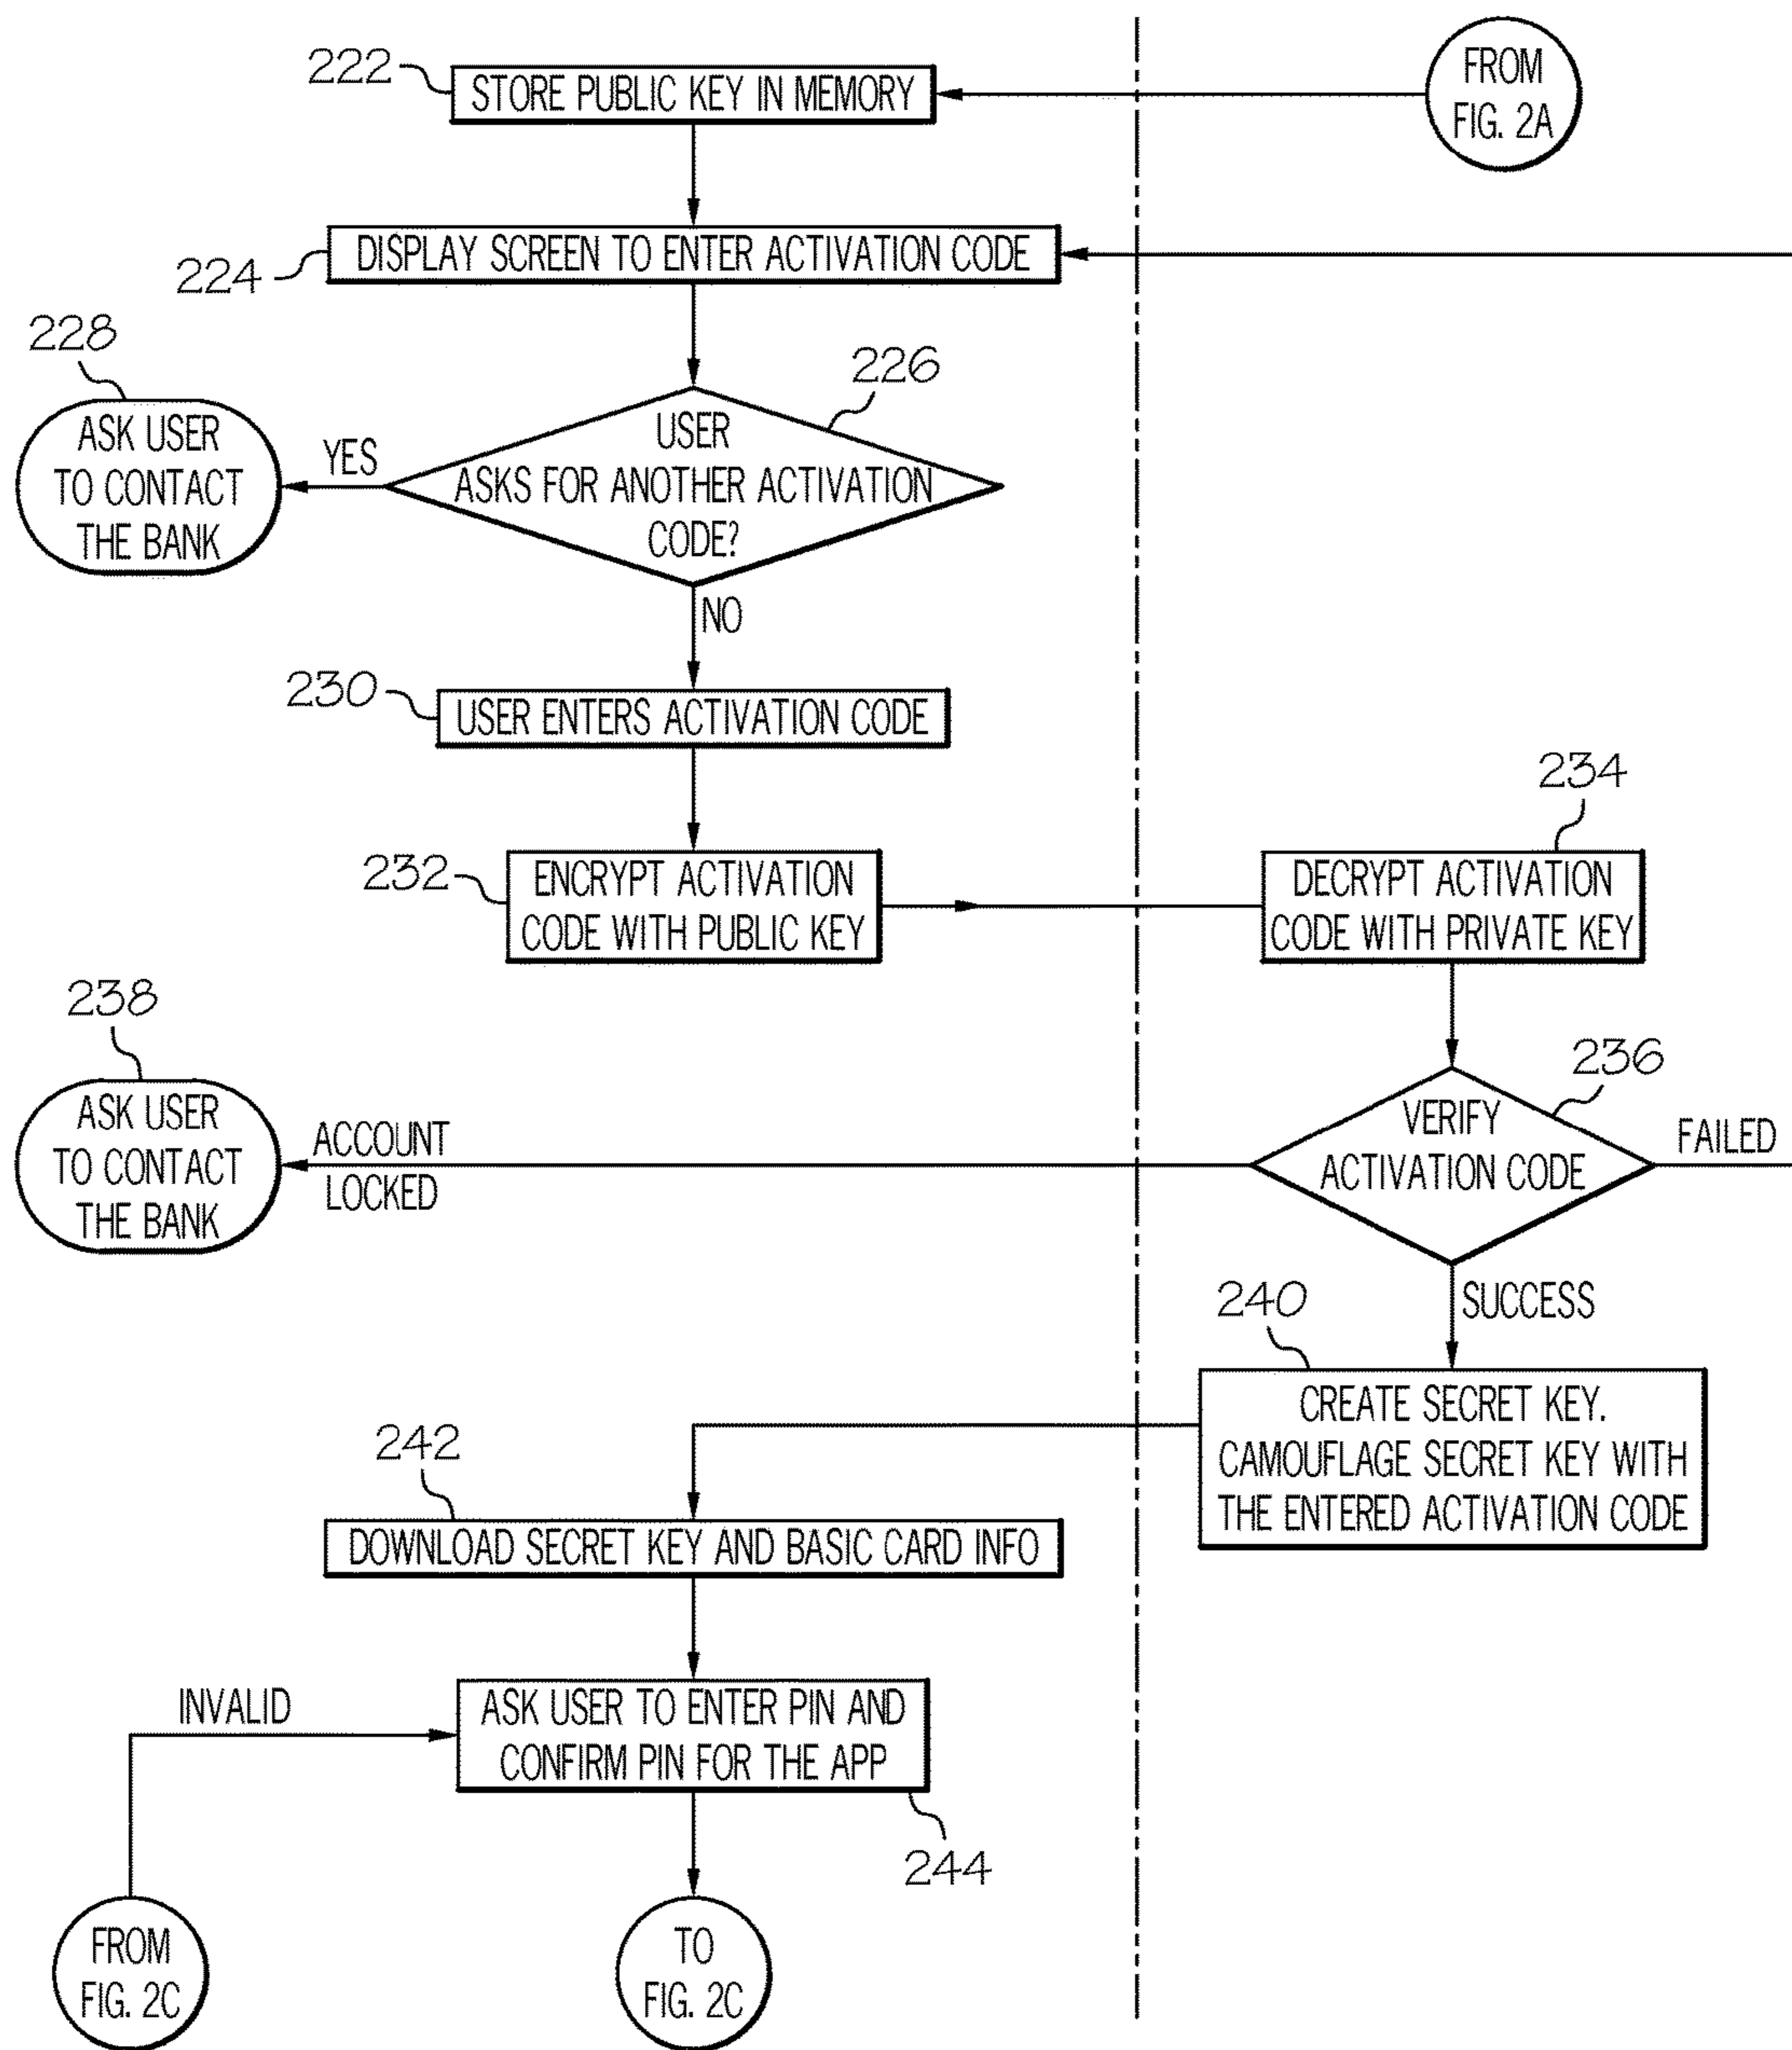 222
STORE PUBLIC KEY IN MEMORY
FROM
FIG. 2A
224
DISPLAY SCREEN TO ENTER ACTIVATION CODE
228
ASK USER
TO CONTACT
THE BANK
YES
226
USER
ASKS FOR ANOTHER ACTIVATION
CODE?
NO
230
USER ENTERS ACTIVATION CODE
232
ENCRYPT ACTIVATION
CODE WITH PUBLIC KEY
234
DECRYPT ACTIVATION
CODE WITH PRIVATE KEY
238
ASK USER
TO CONTACT
THE BANK
ACCOUNT
LOCKED
236
VERIFY
ACTIVATION CODE
FAILED
SUCCESS
240
CREATE SECRET KEY.
CAMOUFLAGE SECRET KEY WITH
THE ENTERED ACTIVATION CODE
242
DOWNLOAD SECRET KEY AND BASIC CARD INFO
INVALID
ASK USER TO ENTER PIN AND
CONFIRM PIN FOR THE APP
244
FROM
FIG. 2C
TO
FIG. 2C